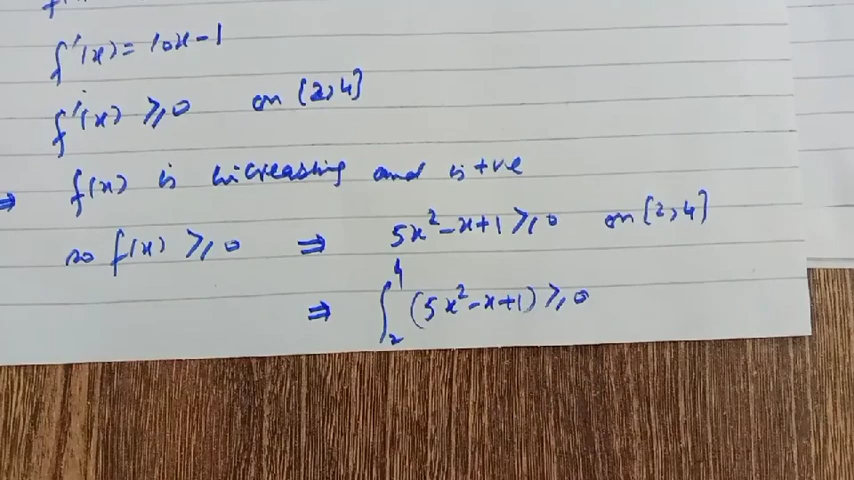 f'(x) = 10x-1
f'(x) ≥ 0 on [2,4]
⇒ f(x) is increasing and is +ve
so f(x) ≥ 0 ⇒ 5x²-x+1 ≥ 0 on [2,4]
⇒ ∫₂⁴ (5x²-x+1) ≥ 0